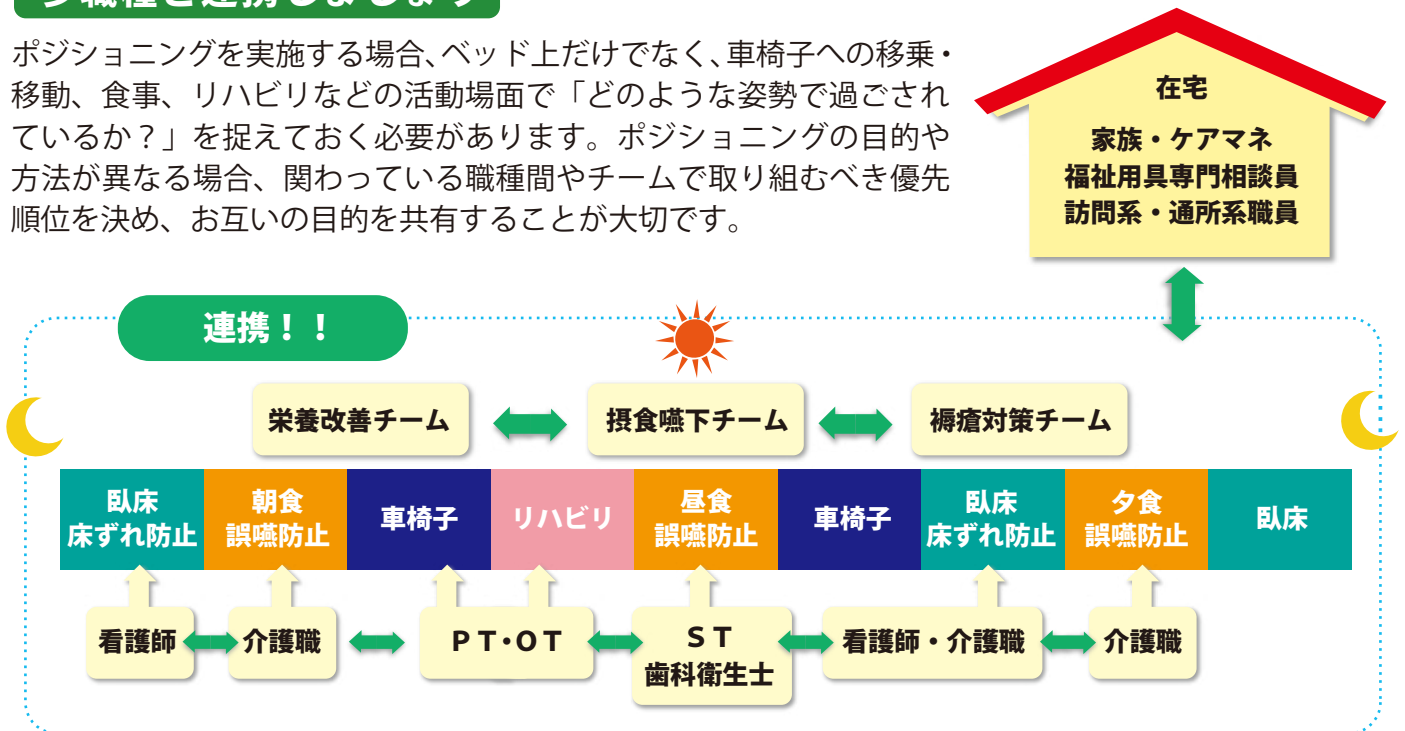 多職種と連携しましょう
ポジショニングを実施する場合、ベッド上だけでなく、車椅子への移乗・
移動、食事、リハビリなどの活動場面で「どのような姿勢で過ごされ
ているか？」を捉えておく必要があります。ポジショニングの目的や
方法が異なる場合、関わっている職種間やチームで取り組むべき優先
順位を決め、お互いの目的を共有することが大切です。
在宅
家族・ケアマネ
福祉用具専門相談員
訪問系・通所系職員
連携！！
栄養改善チーム
摂食嚥下チーム
褥瘡対策チーム
臥床
床ずれ防止
朝食
誤嚥防止
車椅子
リハビリ
昼食
誤嚥防止
車椅子
臥床
床ずれ防止
夕食
誤嚥防止
臥床
看護師
介護職
ＰＴ・ＯＴ
ＳＴ
歯科衛生士
看護師・介護職
介護職